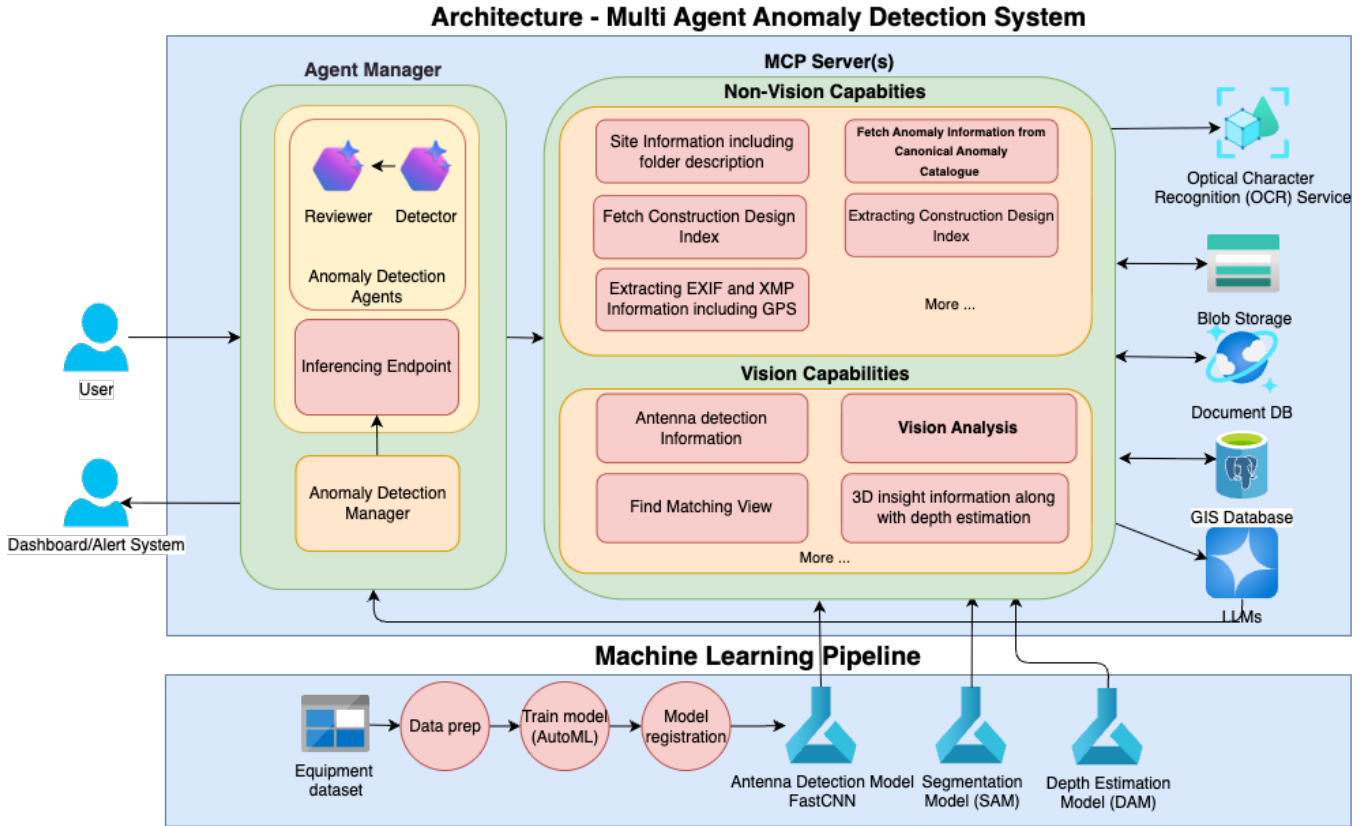 Architecture - Multi Agent Anomaly Detection System
Agent Manager
Reviewer
Detector
Anomaly Detection
Agents
Inferencing Endpoint
Anomaly Detection
Manager
User
Dashboard/Alert System
MCP Server(s)
Non-Vision Capabities
Site Information including
folder description
Fetch Anomaly Information from
Canonical Anomaly
Catalogue
Fetch Construction Design
Index
Extracting Construction Design
Index
Extracting EXIF and XMP
Information including GPS
More ...
Vision Capabilities
Antenna detection
Information
Vision Analysis
Find Matching View
3D insight information along
with depth estimation
More ...
Optical Character
Recognition (OCR) Service
Blob Storage
Document DB
GIS Database
LLMs
Machine Learning Pipeline
Equipment
dataset
Data prep
Train model
(AutoML)
Model
registration
Antenna Detection Model
FastCNN
Segmentation
Model (SAM)
Depth Estimation
Model (DAM)